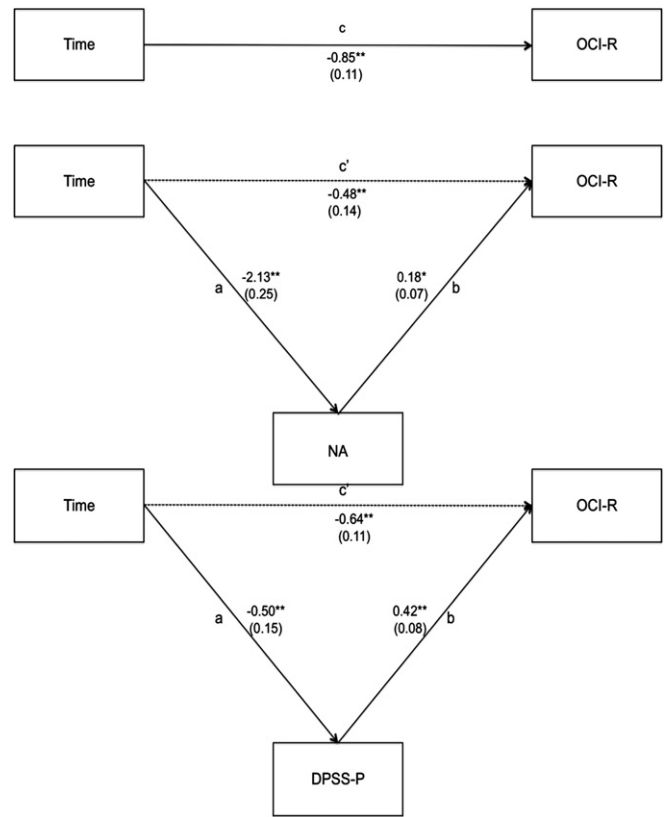 c
Time
OCI-R
-0.85**
(0.11)
c'
Time
OCI-R
-0.48**
(0.14)
-2.13**
(0.25)
a
0.18*
(0.07)
b
NA
c'
Time
OCI-R
-0.64**
(0.11)
-0.50**
(0.15)
a
0.42**
(0.08)
b
DPSS-P